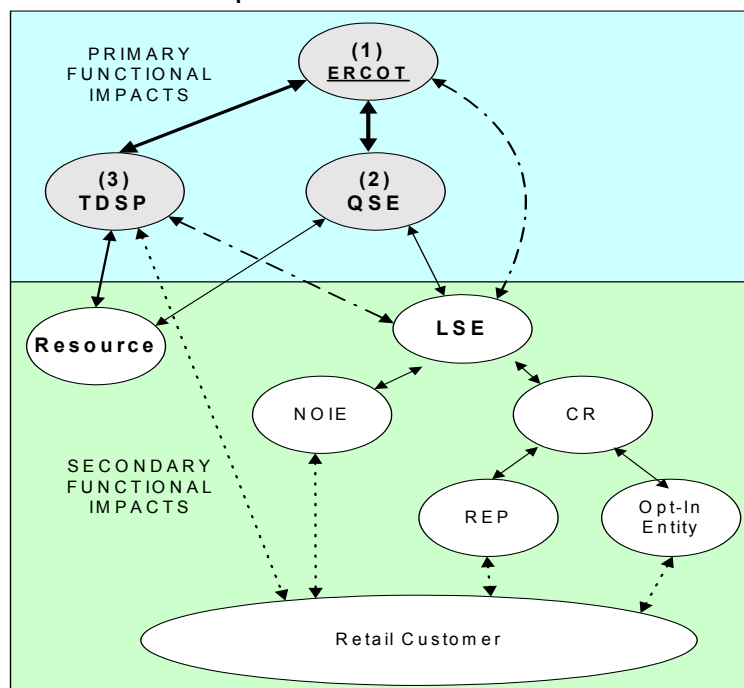 PRIMARY
FUNCTIONAL
IMPACTS
(1)
ERCOT
(3)
TDSP
(2)
QSE
Resource
LSE
NOIE
CR
SECONDARY
FUNCTIONAL
IMPACTS
REP
Opt-In
Entity
Retail Customer